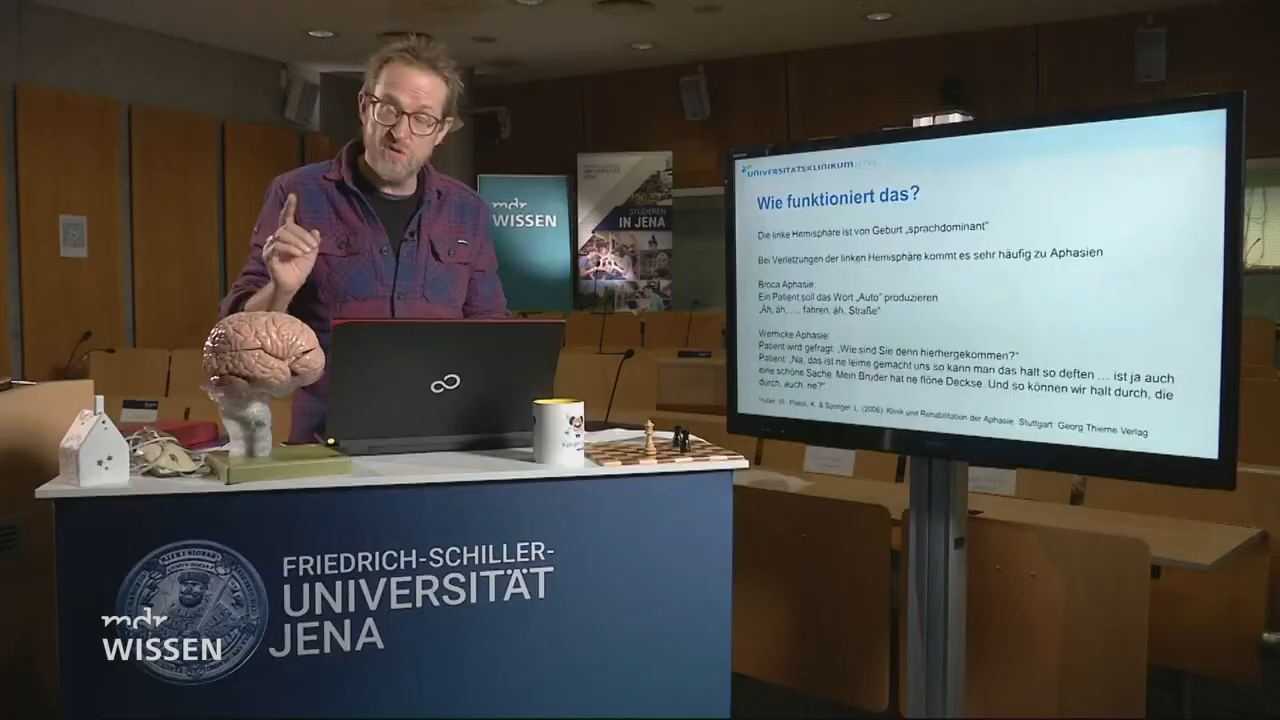 mdr
WISSEN
STUDIEREN
IN JENA
UNIVERSITÄTSKLINIKUM
Wie funktioniert das?
Die linke Hemisphäre ist von Geburt „sprachdominant“
Bei Verletzungen der linken Hemisphäre kommt es sehr häufig zu Aphasien
Broca Aphasie:
Ein Patient soll das Wort „Auto“ produzieren
„Äh, äh, … fahren, äh, Straße“
Wernicke Aphasie:
Patient wird gefragt: „Wie sind Sie denn hierhergekommen?“
Patient: „Na, das ist ne leime gemacht uns so kann man das halt so deften … ist ja auch
eine schöne Sache. Mein Bruder hat ne flöne Deckse. Und so können wir halt durch, die
durch, auch, ne?“
Huber, W., Poeck, K. & Springer, L. (2006). Klinik und Rehabilitation der Aphasie. Stuttgart: Georg Thieme Verlag
FRIEDRICH-SCHILLER-
UNIVERSITÄT
JENA
mdr
WISSEN